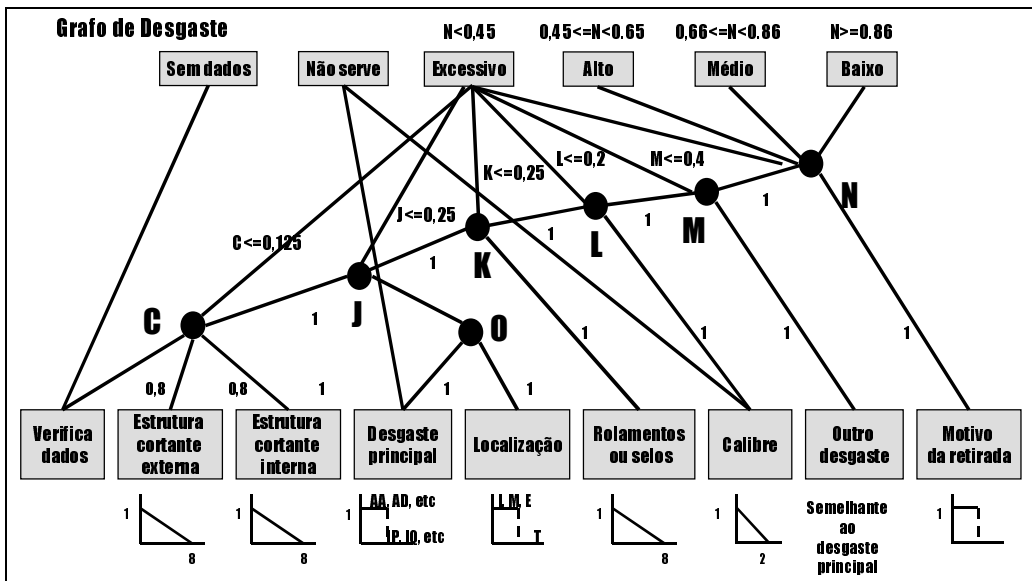 Grafo de Desgaste
N<0,45
0,45<=N<0.65
0,66<=N<0.86
N>=0.86
Sem dados
Não serve
Excessivo
Alto
Médio
Baixo
L<=0,2
M<=0,4
K<=0,25
N
1
J<=0,25
M
1
C<=0,125
L
1
K
1
J
1
C
O
1
1
1
1
0,8
0,8
1
1
1
Verifica
dados
Estrutura
cortante
externa
Estrutura
cortante
interna
Desgaste
principal
Localização
Rolamentos
ou selos
Calibre
Outro
desgaste
Motivo
da retirada
1
8
1
8
1
AA, AD, etc
IP, IO, etc
L M, E
T
1
8
1
2
Semelhante
ao
desgaste
principal
1